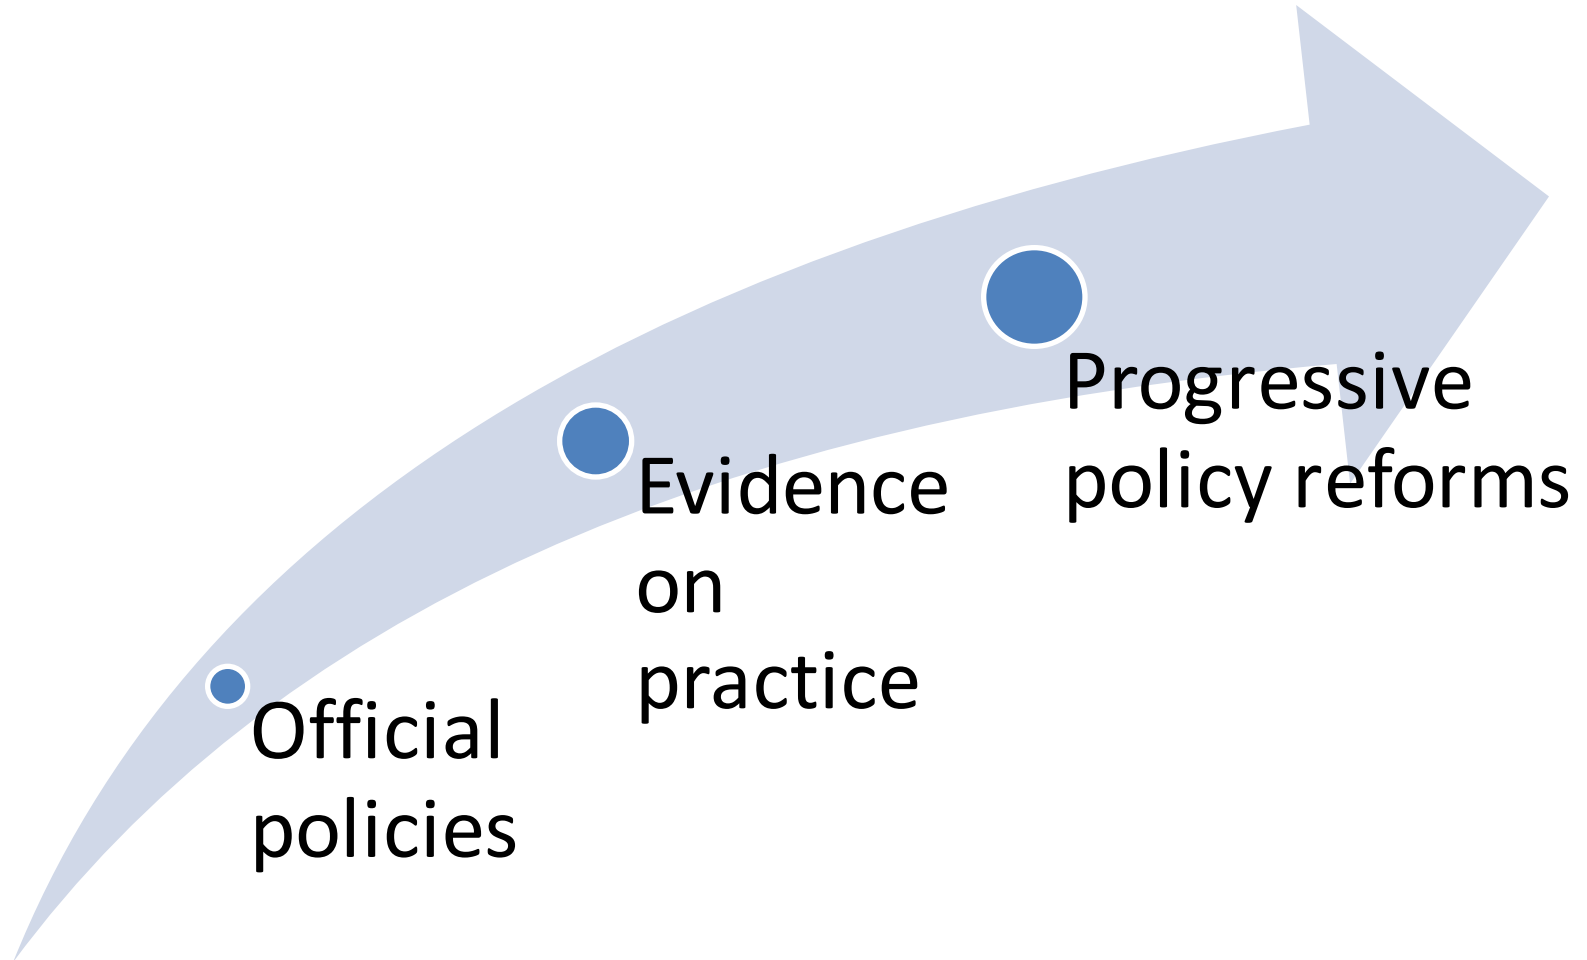 Official
policies
Evidence
on
practice
Progressive
policy reforms